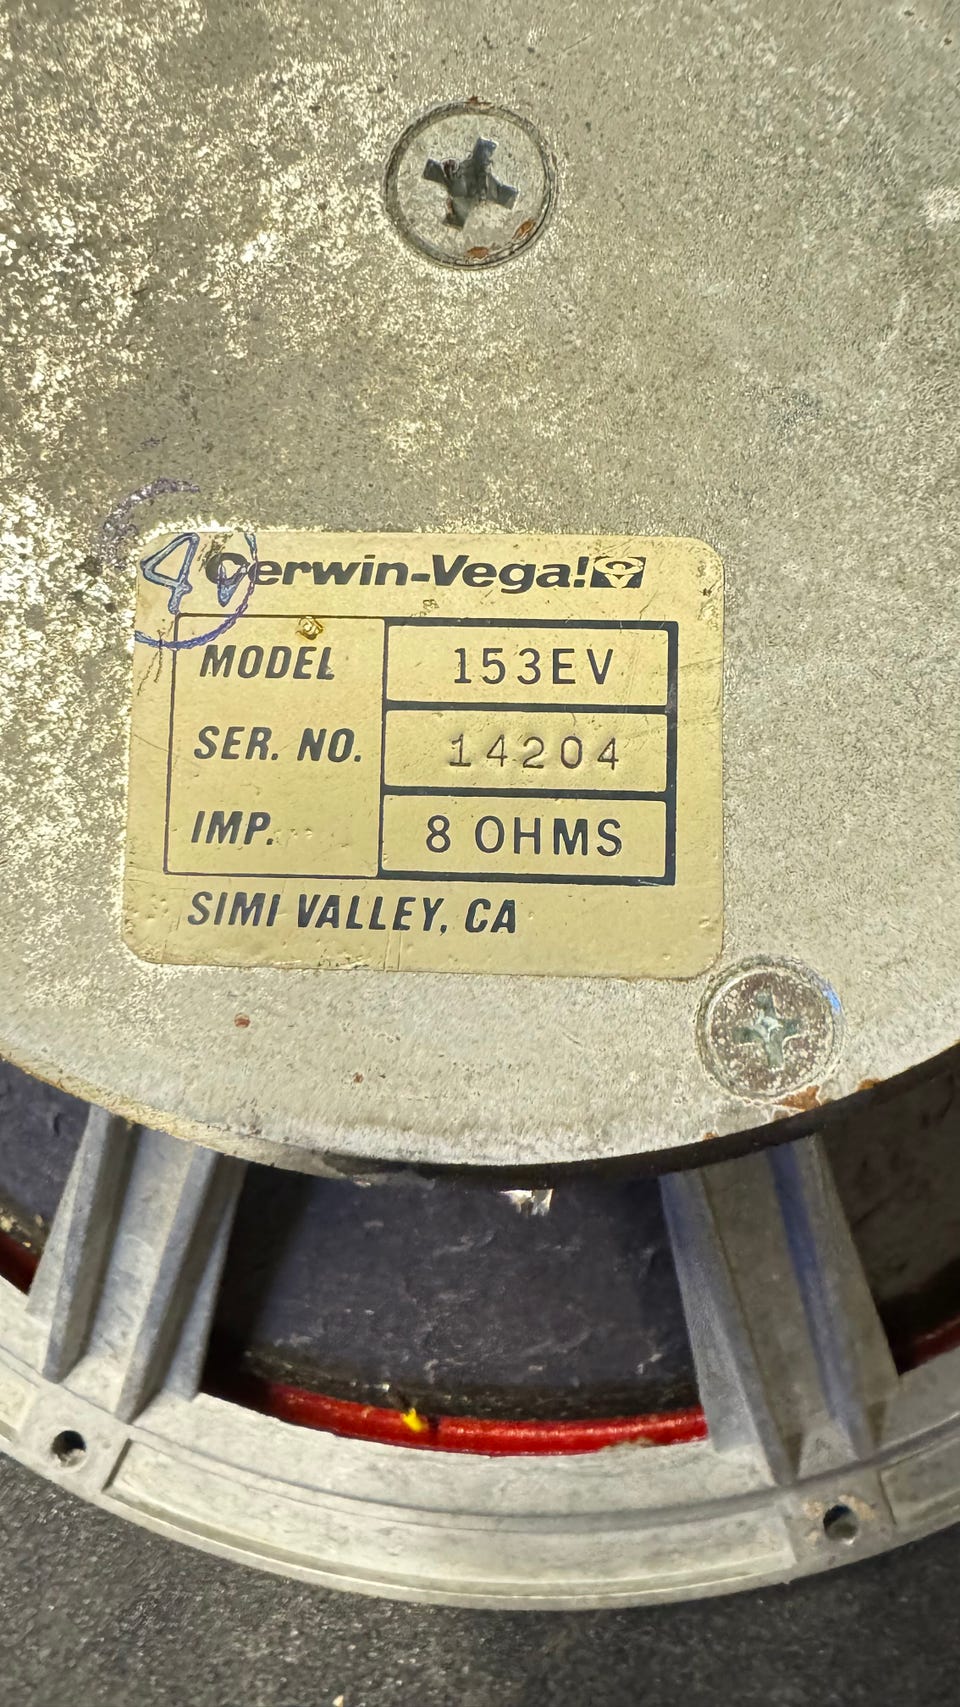 Cerwin-Vega!
MODEL 153EV
SER. NO. 14204
IMP. 8 OHMS
SIMI VALLEY, CA